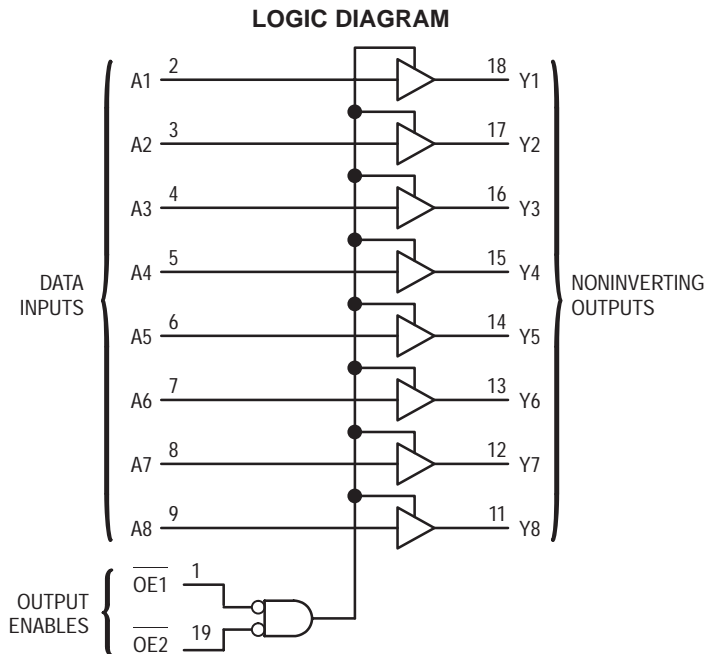 LOGIC DIAGRAM
A1 2 18 Y1
A2 3 17 Y2
A3 4 16 Y3
A4 5 15 Y4
DATA INPUTS
NONINVERTING OUTPUTS
A5 6 14 Y5
A6 7 13 Y6
A7 8 12 Y7
A8 9 11 Y8
OUTPUT ENABLES
OE1 1
OE2 19